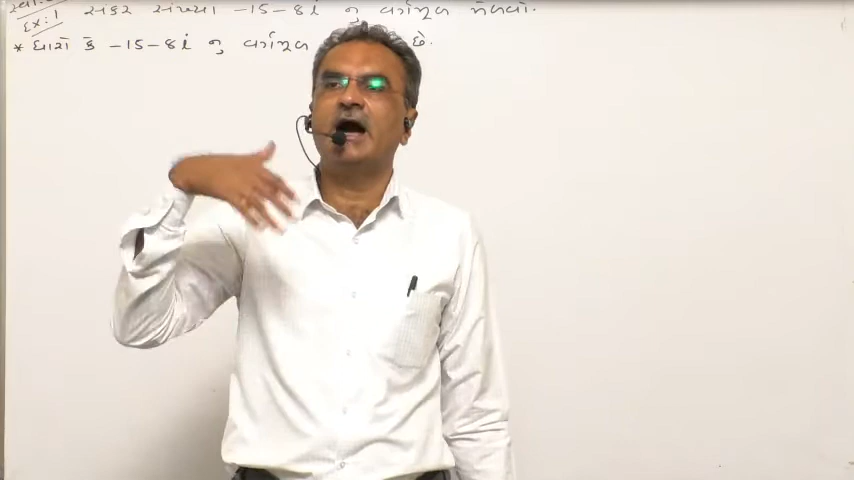 Ex:1 સંકર સંખ્યા -15-8i નુ વર્ગમૂળ મેળવો.
* ધારો કે -15-8i નુ વર્ગમૂળ છે.